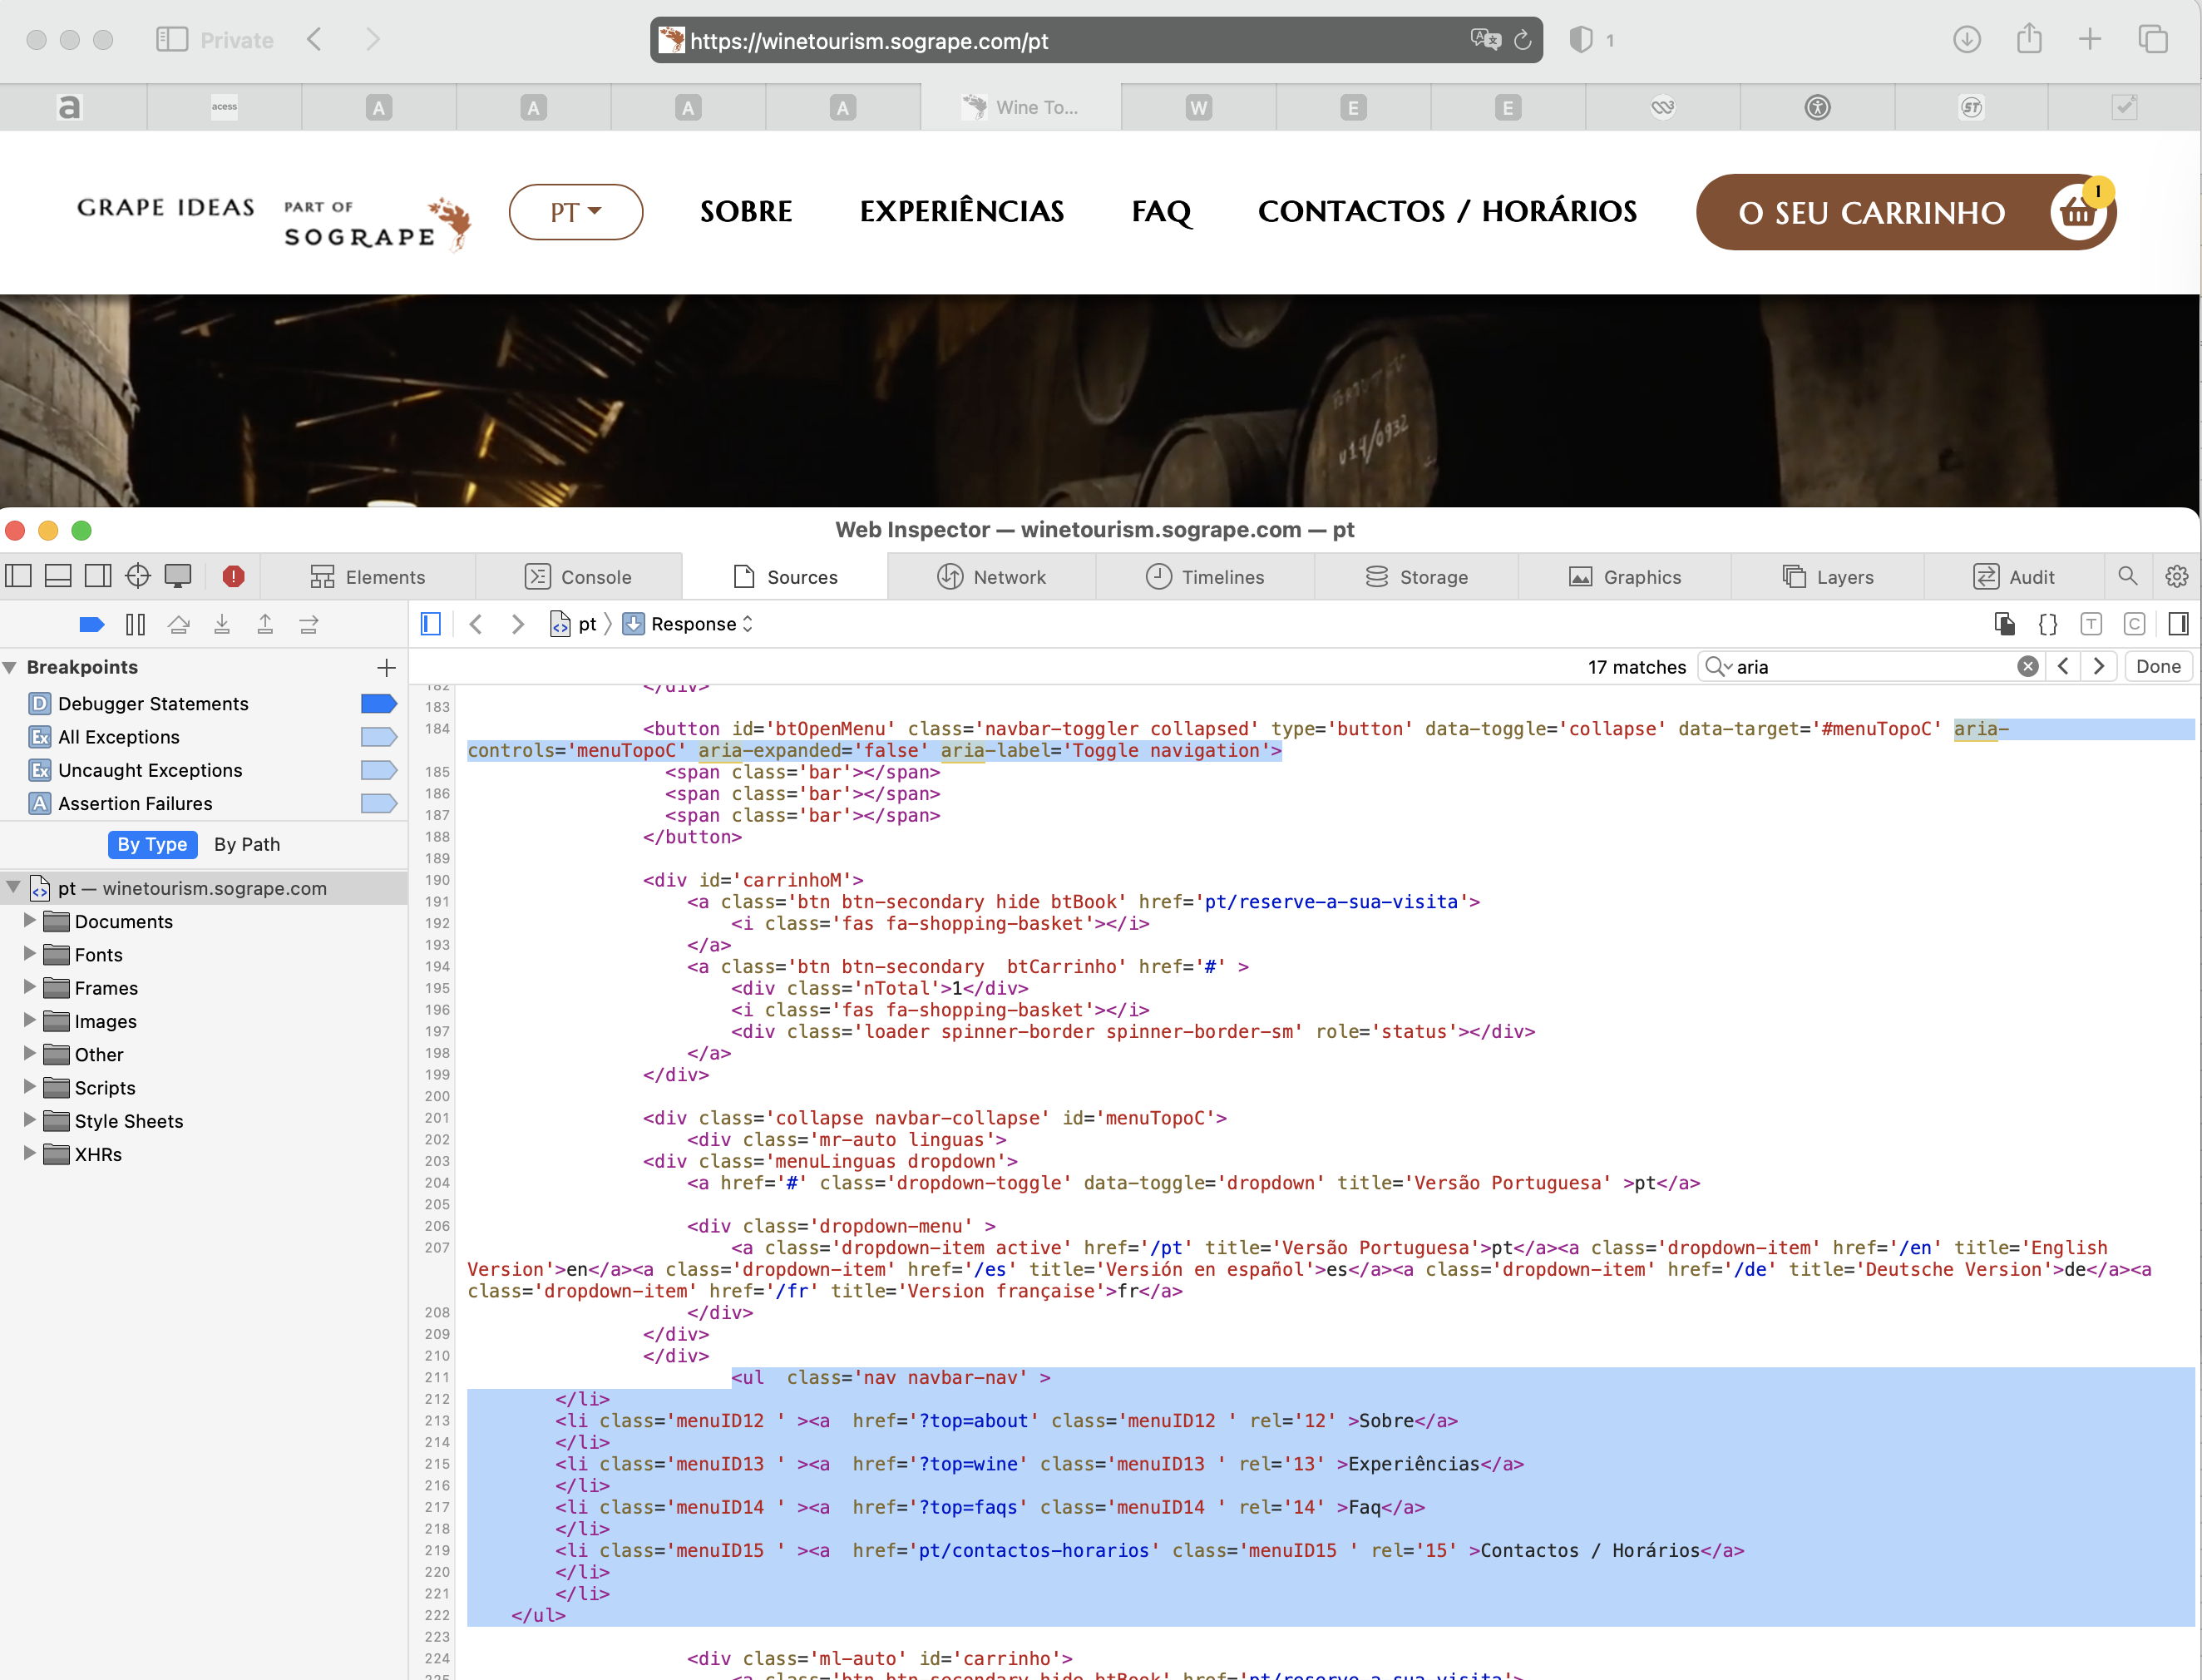 Private
https://winetourism.sogrape.com/pt
1
a
acess
A
A
A
A
Wine To...
W
E
E
ST
GRAPE IDEAS
PART OF
SOGRAPE
PT
SOBRE
EXPERIÊNCIAS
FAQ
CONTACTOS / HORÁRIOS
O SEU CARRINHO
1
Web Inspector — winetourism.sogrape.com — pt
Elements
Console
Sources
Network
Timelines
Storage
Graphics
Layers
Audit
pt
Response
T
C
Breakpoints
17 matches
aria
Done
D Debugger Statements
Ex All Exceptions
Ex Uncaught Exceptions
A Assertion Failures
By Type
By Path
pt — winetourism.sogrape.com
Documents
Fonts
Frames
Images
Other
Scripts
Style Sheets
XHRs
182 </div>
183
184 <button id='btOpenMenu' class='navbar-toggler collapsed' type='button' data-toggle='collapse' data-target='#menuTopoC' aria-
controls='menuTopoC' aria-expanded='false' aria-label='Toggle navigation'>
185 <span class='bar'></span>
186 <span class='bar'></span>
187 <span class='bar'></span>
188 </button>
189
190 <div id='carrinhoM'>
191 <a class='btn btn-secondary hide btBook' href='pt/reserve-a-sua-visita'>
192 <i class='fas fa-shopping-basket'></i>
193 </a>
194 <a class='btn btn-secondary  btCarrinho' href='#' >
195 <div class='nTotal'>1</div>
196 <i class='fas fa-shopping-basket'></i>
197 <div class='loader spinner-border spinner-border-sm' role='status'></div>
198 </a>
199 </div>
200
201 <div class='collapse navbar-collapse' id='menuTopoC'>
202 <div class='mr-auto linguas'>
203 <div class='menuLinguas dropdown'>
204 <a href='#' class='dropdown-toggle' data-toggle='dropdown' title='Versão Portuguesa' >pt</a>
205
206 <div class='dropdown-menu' >
207 <a class='dropdown-item active' href='/pt' title='Versão Portuguesa'>pt</a><a class='dropdown-item' href='/en' title='English
Version'>en</a><a class='dropdown-item' href='/es' title='Versión en español'>es</a><a class='dropdown-item' href='/de' title='Deutsche Version'>de</a><a
class='dropdown-item' href='/fr' title='Version française'>fr</a>
208 </div>
209 </div>
210 </div>
211 <ul  class='nav navbar-nav' >
212 </li>
213 <li class='menuID12 ' ><a  href='?top=about' class='menuID12 ' rel='12' >Sobre</a>
214 </li>
215 <li class='menuID13 ' ><a  href='?top=wine' class='menuID13 ' rel='13' >Experiências</a>
216 </li>
217 <li class='menuID14 ' ><a  href='?top=faqs' class='menuID14 ' rel='14' >Faq</a>
218 </li>
219 <li class='menuID15 ' ><a  href='pt/contactos-horarios' class='menuID15 ' rel='15' >Contactos / Horários</a>
220 </li>
221 </li>
222 </ul>
223
224 <div class='ml-auto' id='carrinho'>
225 <a class='btn btn-secondary hide btBook' href='pt/reserve-a-sua-visita'>